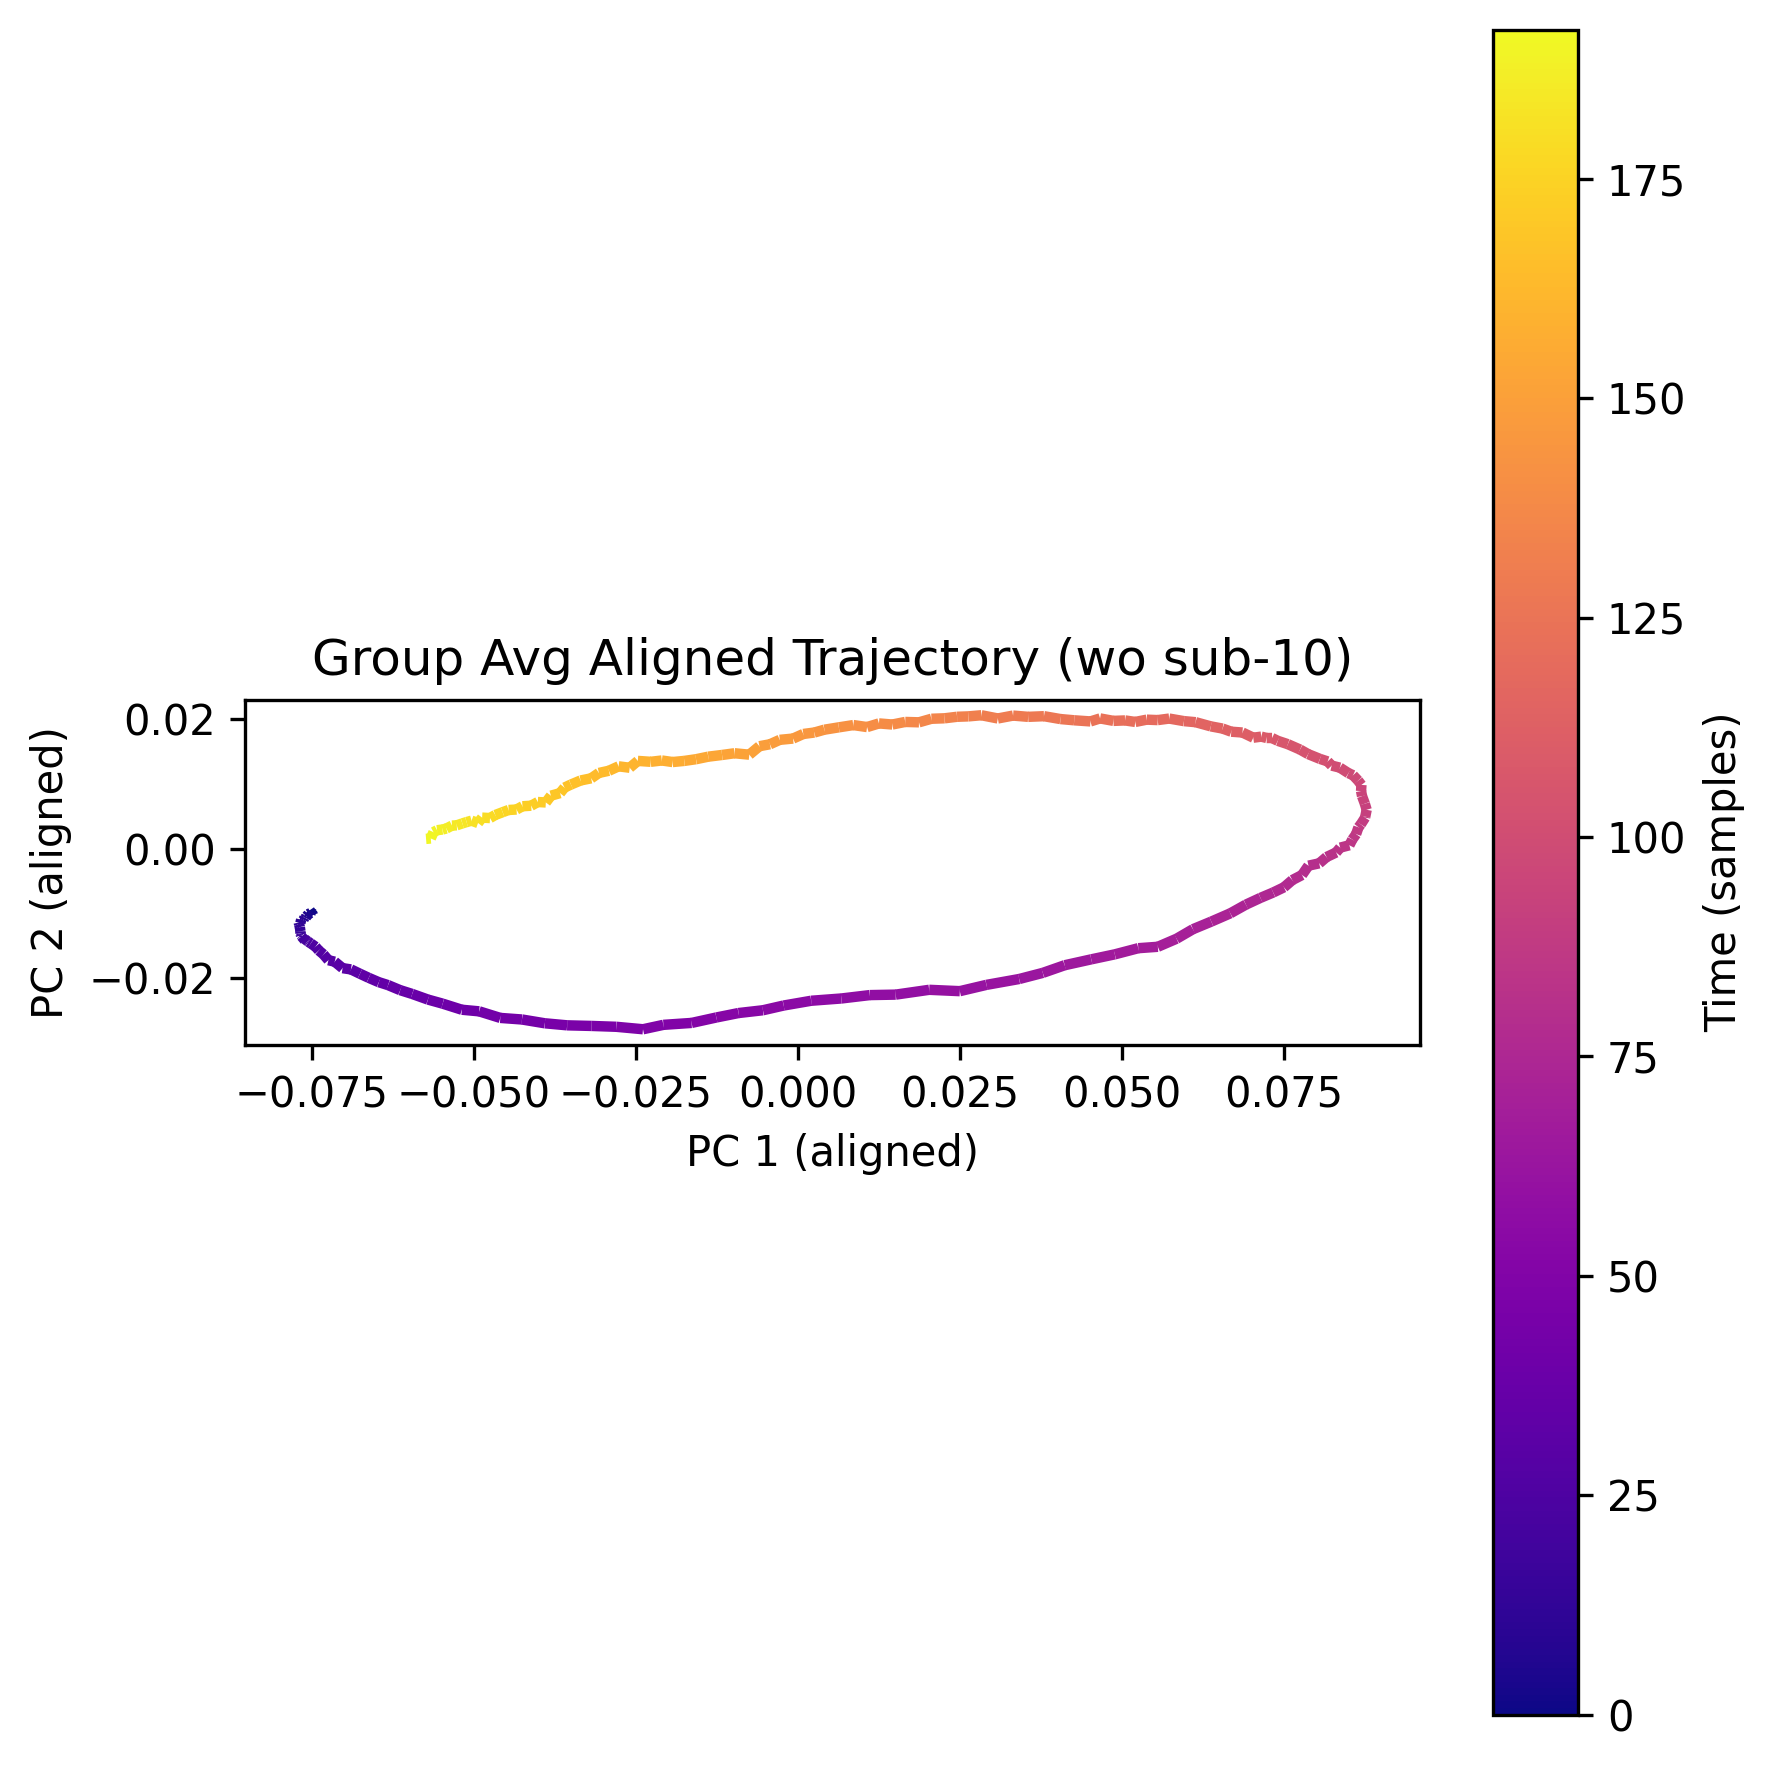 Group Avg Aligned Trajectory (wo sub-10)
0.02
0.00
−0.02
PC 2 (aligned)
−0.075 −0.050 −0.025 0.000 0.025 0.050 0.075
PC 1 (aligned)
175
150
125
100
75
50
25
0
Time (samples)